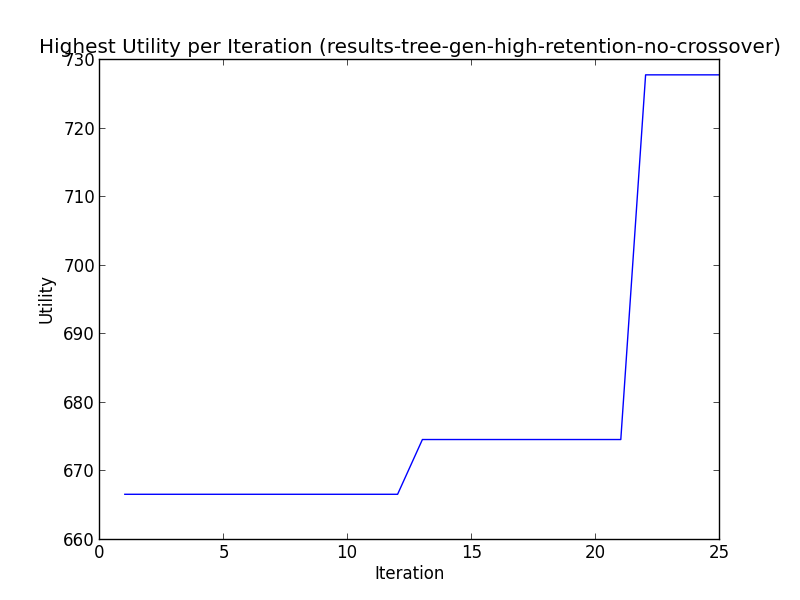 Highest Utility per Iteration (results-tree-gen-high-retention-no-crossover)
730
720
710
700
690
680
670
660
Utility
0 5 10 15 20 25
Iteration